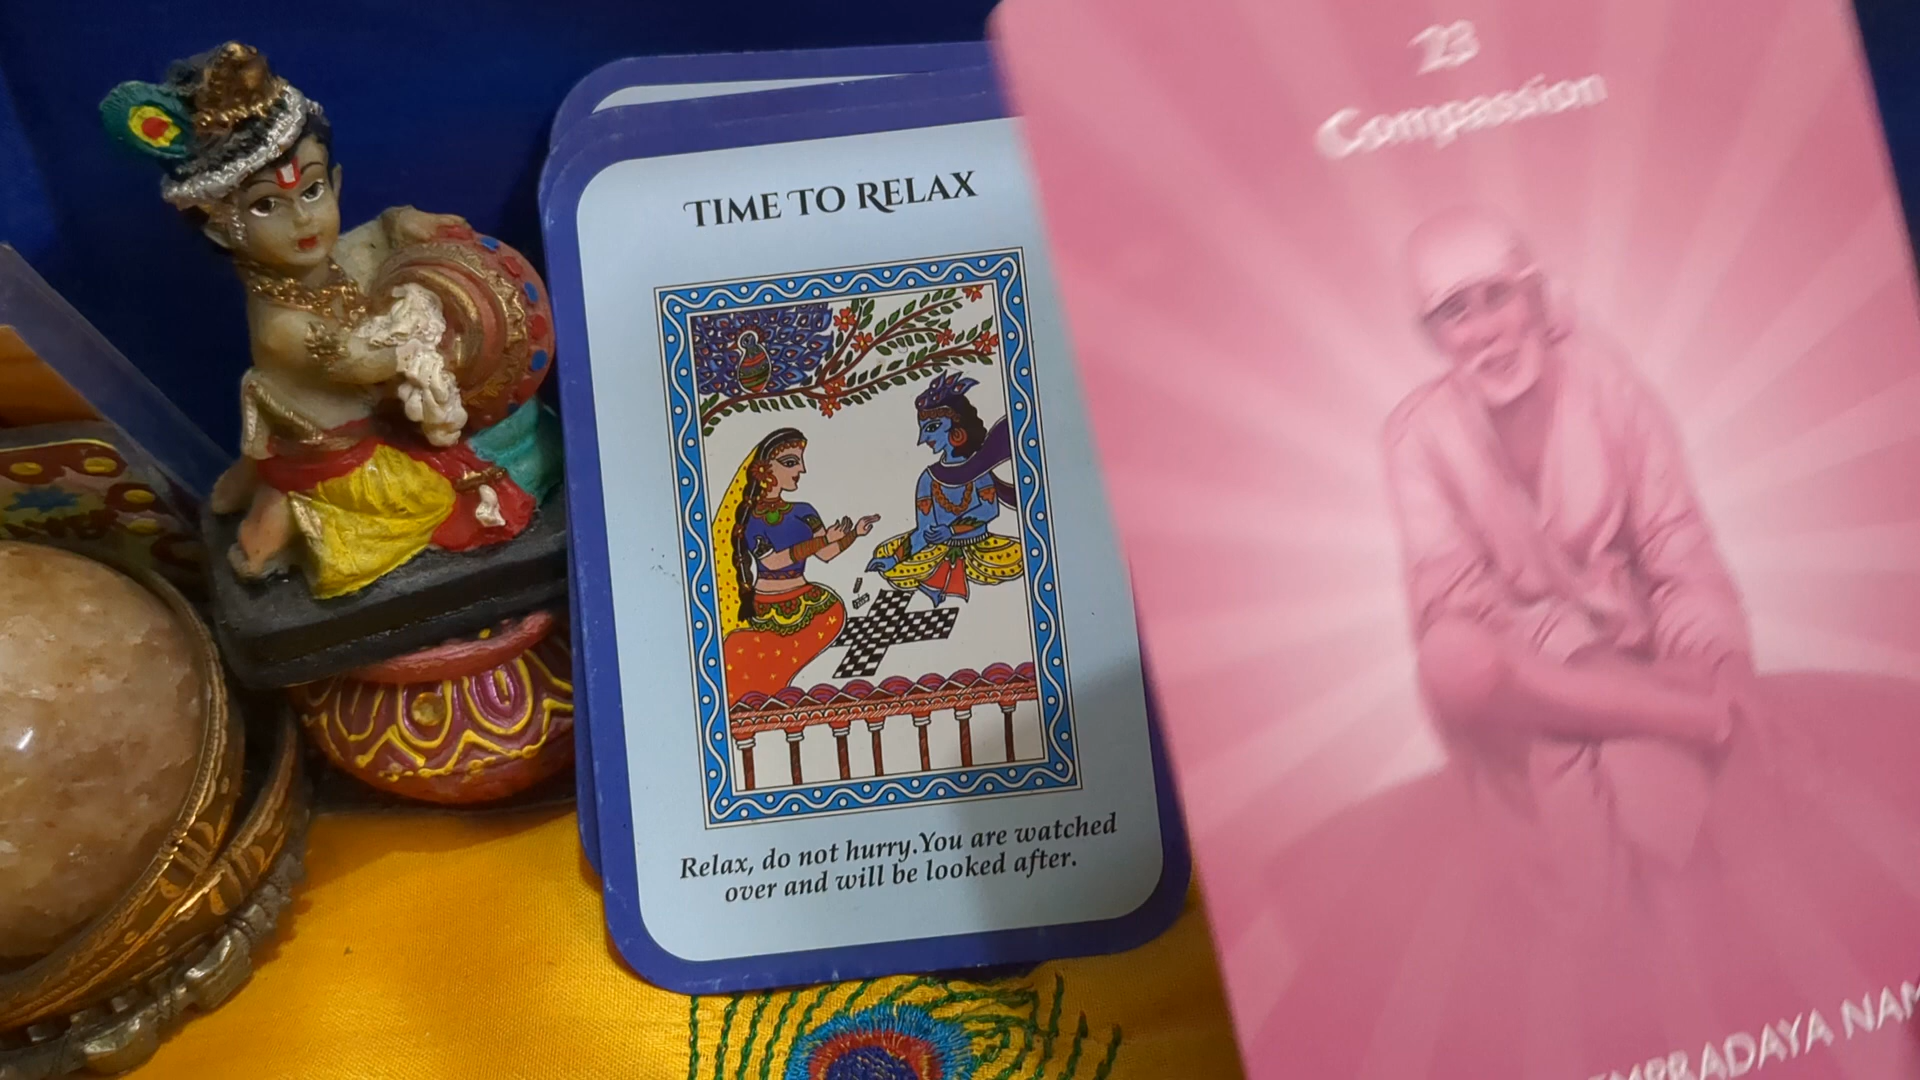 TIME TO RELAX
Relax, do not hurry.You are watched
over and will be looked after.
23
Compassion